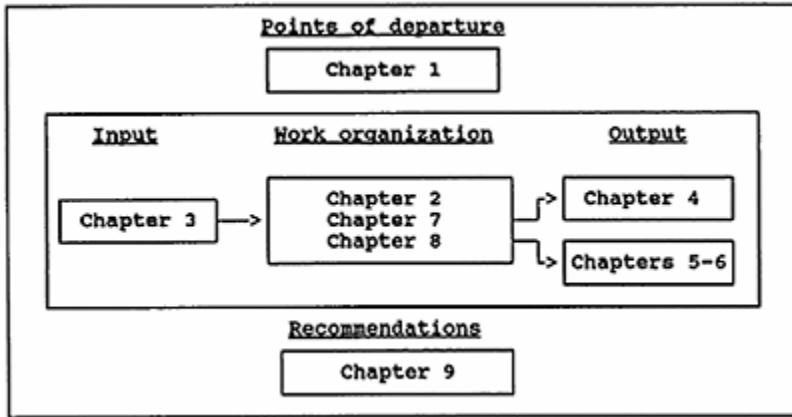 Points of departure
Chapter 1
Input
Work organization
Output
Chapter 3
Chapter 2
Chapter 7
Chapter 8
Chapter 4
Chapters 5-6
Recommendations
Chapter 9